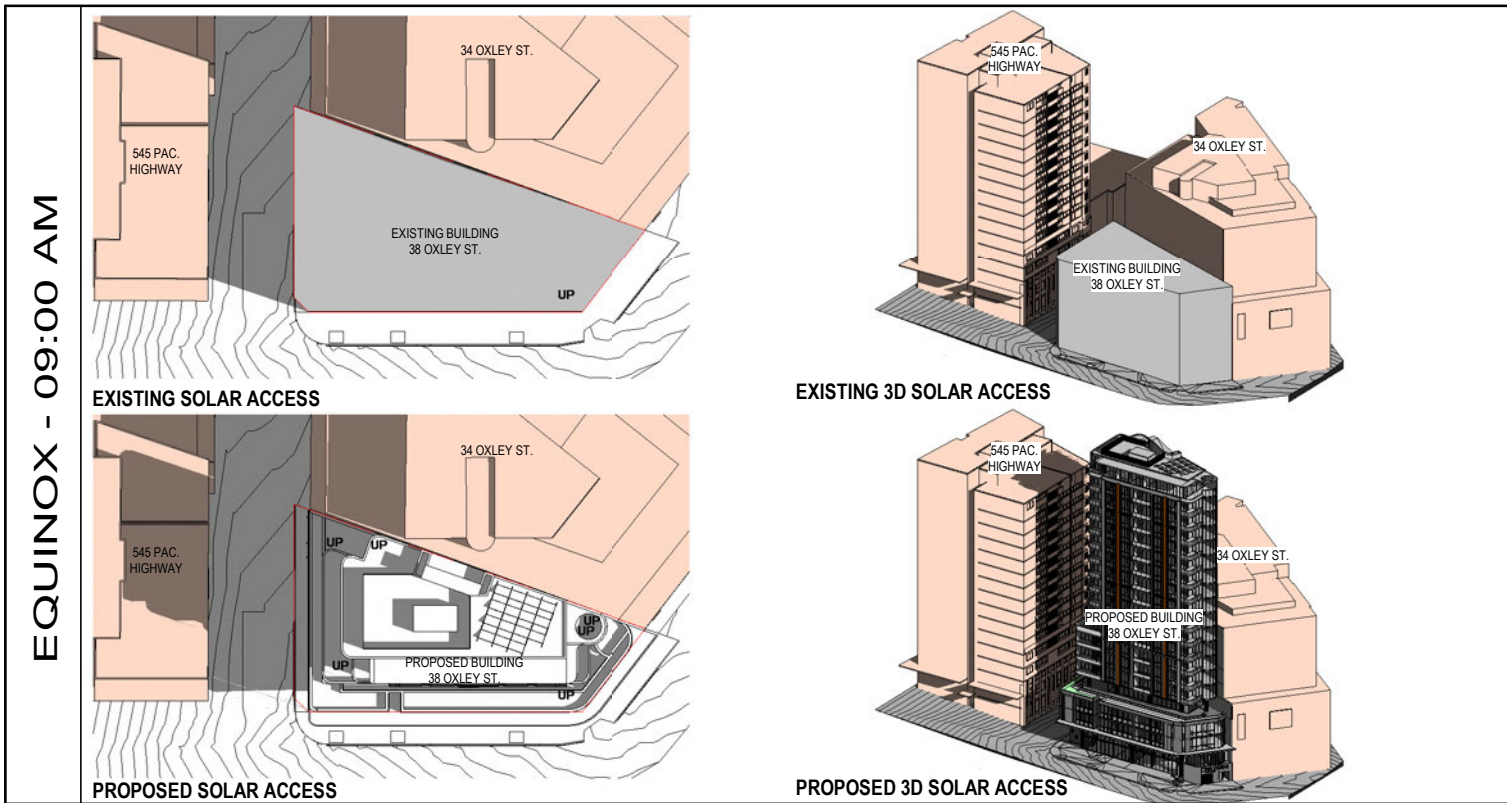 EQUINOX - 09:00 AM
34 OXLEY ST.
545 PAC.
HIGHWAY
EXISTING BUILDING
38 OXLEY ST.
UP
EXISTING SOLAR ACCESS
545 PAC.
HIGHWAY
34 OXLEY ST.
EXISTING BUILDING
38 OXLEY ST.
EXISTING 3D SOLAR ACCESS
34 OXLEY ST.
545 PAC.
HIGHWAY
UP
UP
UP
UP
UP
PROPOSED BUILDING
38 OXLEY ST.
UP
PROPOSED SOLAR ACCESS
545 PAC.
HIGHWAY
34 OXLEY ST.
PROPOSED BUILDING
38 OXLEY ST.
PROPOSED 3D SOLAR ACCESS